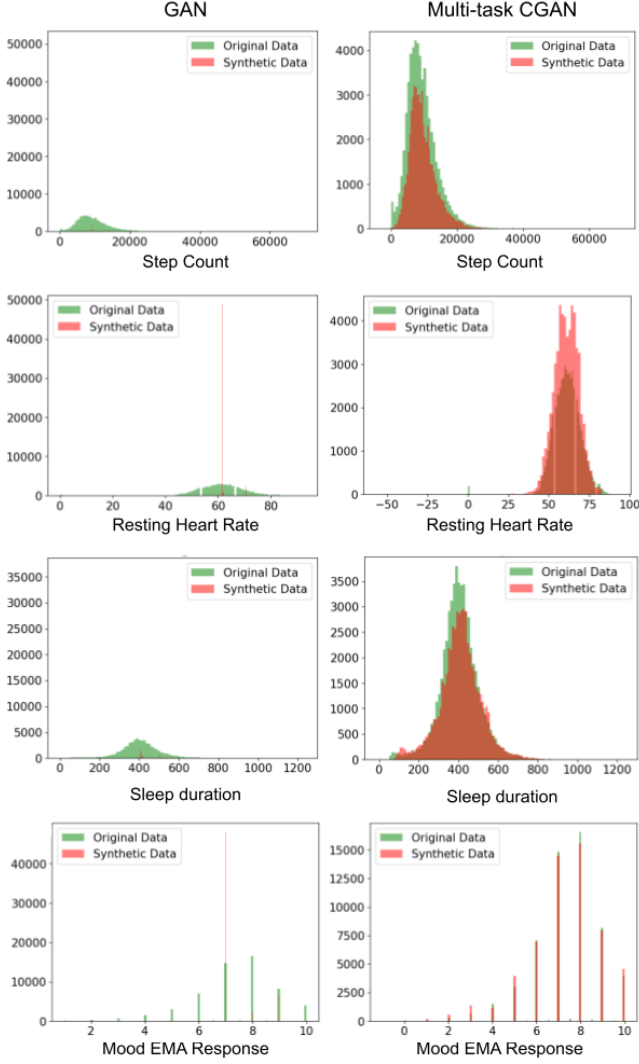 GAN
Multi-task CGAN
50000
40000
30000
20000
10000
0
Original Data
Synthetic Data
0 20000 40000 60000
Step Count
4000
3000
2000
1000
0
Original Data
Synthetic Data
0 20000 40000 60000
Step Count
50000
40000
30000
20000
10000
0
Original Data
Synthetic Data
0 20 40 60 80
Resting Heart Rate
4000
3000
2000
1000
0
Original Data
Synthetic Data
−50 −25 0 25 50 75 100
Resting Heart Rate
35000
30000
25000
20000
15000
10000
5000
0
Original Data
Synthetic Data
0 200 400 600 800 1000 1200
Sleep duration
3500
3000
2500
2000
1500
1000
500
0
Original Data
Synthetic Data
0 200 400 600 800 1000 1200
Sleep duration
40000
30000
20000
10000
0
Original Data
Synthetic Data
2 4 6 8 10
Mood EMA Response
15000
12500
10000
7500
5000
2500
0
Original Data
Synthetic Data
0 2 4 6 8 10
Mood EMA Response